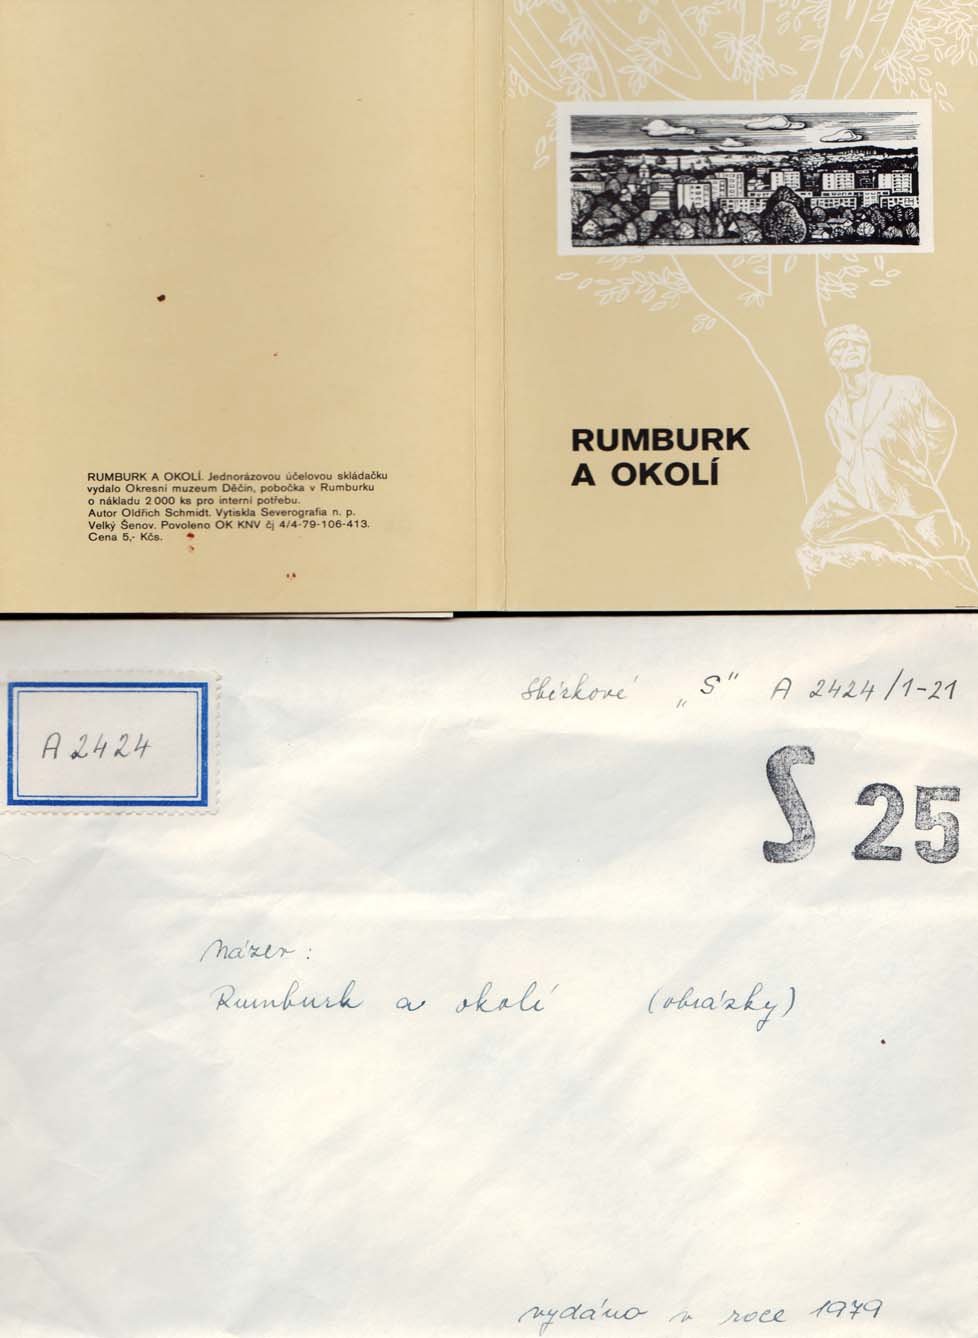 RUMBURK
A OKOLÍ
RUMBURK A OKOLÍ. Jednorázovou účelovou skládačku
vydalo Okresní muzeum Děčín, pobočka v Rumburku
o nákladu 2 000 ks pro interní potřebu.
Autor Oldřich Schmidt. Vytiskla Severografia n. p.
Velký Šenov. Povoleno OK KNV čj 4/4-79-106-413.
Cena 5,- Kčs.
Sbírkové „S" A 2424/1-21
A 2424
S 25
Název:
Rumburk a okolí (obrázky)
vydáno v roce 1979